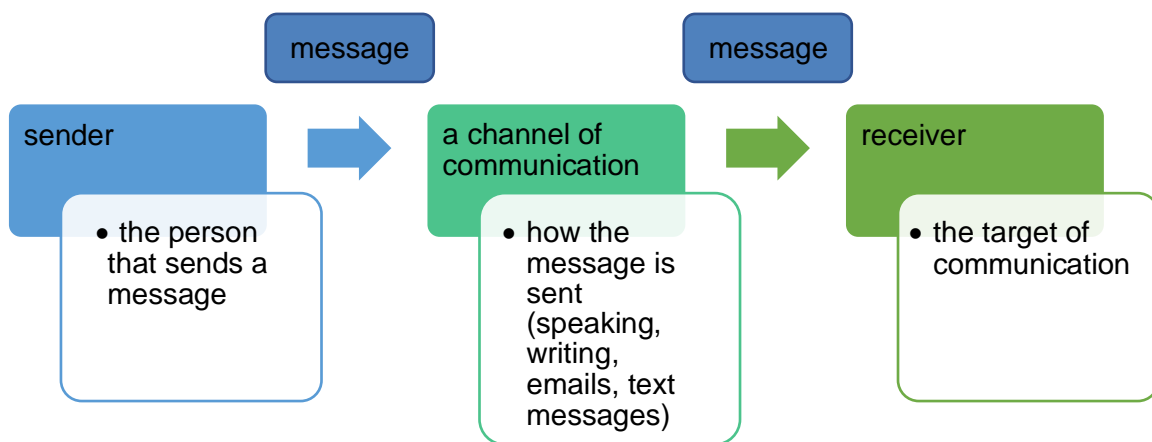 message
message
sender
a channel of
communication
receiver
• the person
that sends a
message
• how the
message is
sent
(speaking,
writing,
emails, text
messages)
• the target of
communication